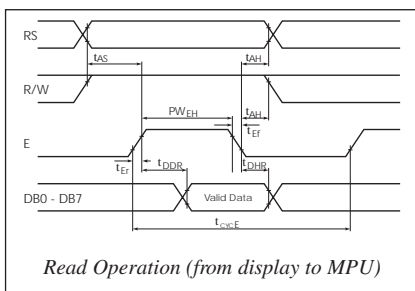 RS
tAS
tAH
R/W
PWEH
tAH
tEf
E
tEr
tDDR
tDHR
DB0 - DB7
Valid Data
tCYCE
Read Operation (from display to MPU)